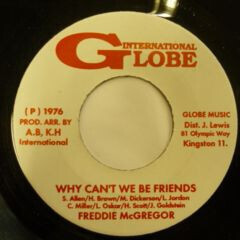 INTERNATIONAL
GLOBE
( P ) 1976
PROD. ARR. BY
A.B, K.H
International
GLOBE MUSIC
Dist. J. Lewis
81 Olympic Way
Kingston 11.
WHY CAN'T WE BE FRIENDS
S. Allen/H. Brown/M. Dickerson/L. Jordon
C. Miller/L. Oskar/H. Scott/J. Goldstein
FREDDIE McGREGOR